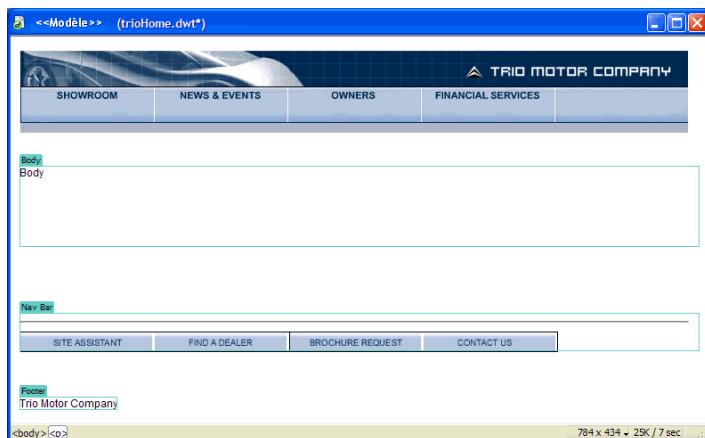 <<Modèle>> (trioHome.dwt*)
TRIO MOTOR COMPANY
SHOWROOM NEWS & EVENTS OWNERS FINANCIAL SERVICES
Body
Body
Nav Bar
SITE ASSISTANT FIND A DEALER BROCHURE REQUEST CONTACT US
Footer
Trio Motor Company
<body> <p> 784 x 434 25K / 7 sec